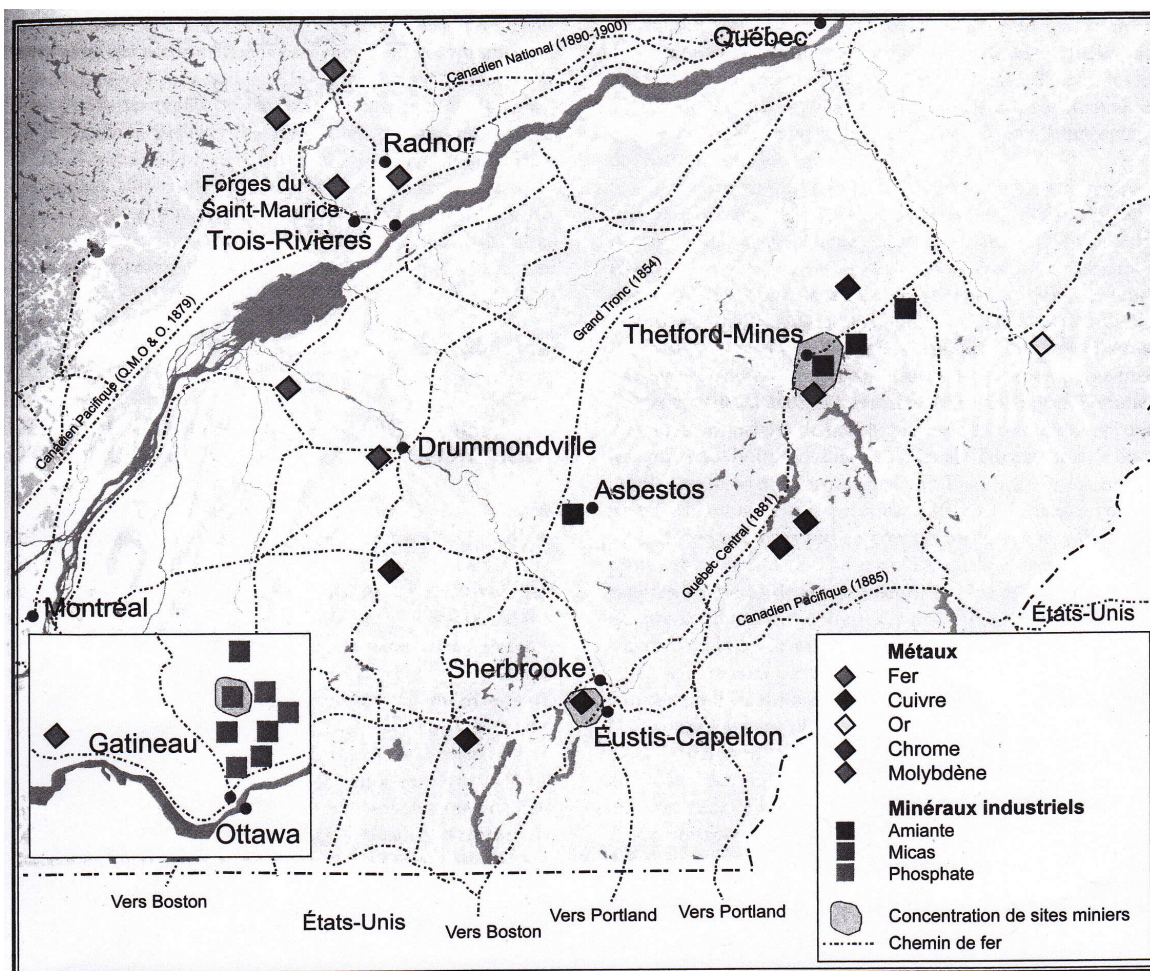 Québec
Canadien National (1890-1900)
Radnor
Forges du
Saint-Maurice
Trois-Rivières
Canadien Pacifique (Q.M.O & O, 1879)
Grand Tronc (1854)
Thetford-Mines
Drummondville
Asbestos
Québec Central (1881)
Canadien Pacifique (1885)
Montréal
États-Unis
Sherbrooke
Eustis-Capelton
Gatineau
Ottawa
Métaux
Fer
Cuivre
Or
Chrome
Molybdène
Minéraux industriels
Amiante
Micas
Phosphate
Concentration de sites miniers
Chemin de fer
Vers Boston
États-Unis
Vers Boston
Vers Portland
Vers Portland